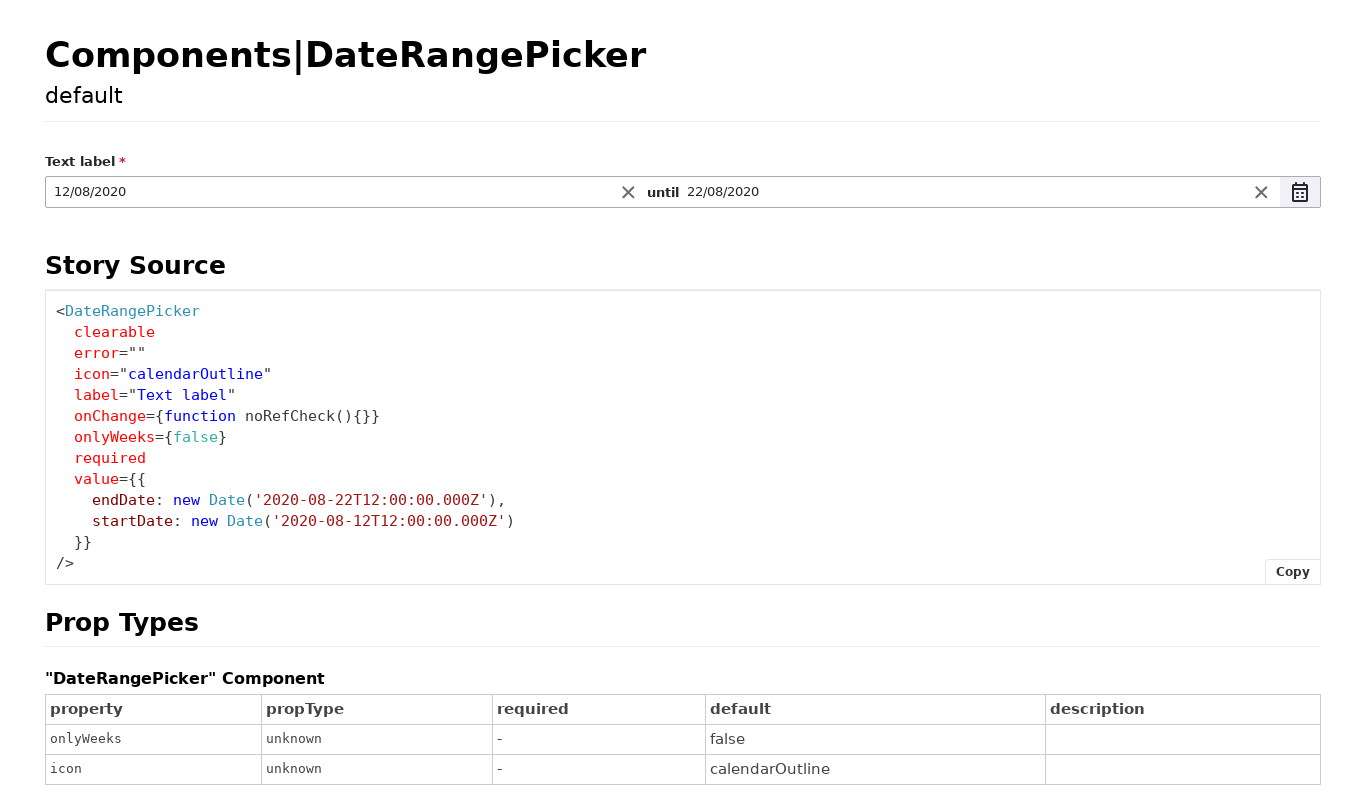 Components|DateRangePicker
default
Text label *
12/08/2020 until 22/08/2020
Story Source
<DateRangePicker
  clearable
  error=""
  icon="calendarOutline"
  label="Text label"
  onChange={function noRefCheck(){}}
  onlyWeeks={false}
  required
  value={{
    endDate: new Date('2020-08-22T12:00:00.000Z'),
    startDate: new Date('2020-08-12T12:00:00.000Z')
  }}
/>
Copy
Prop Types
"DateRangePicker" Component
property propType required default description
onlyWeeks unknown - false
icon unknown - calendarOutline